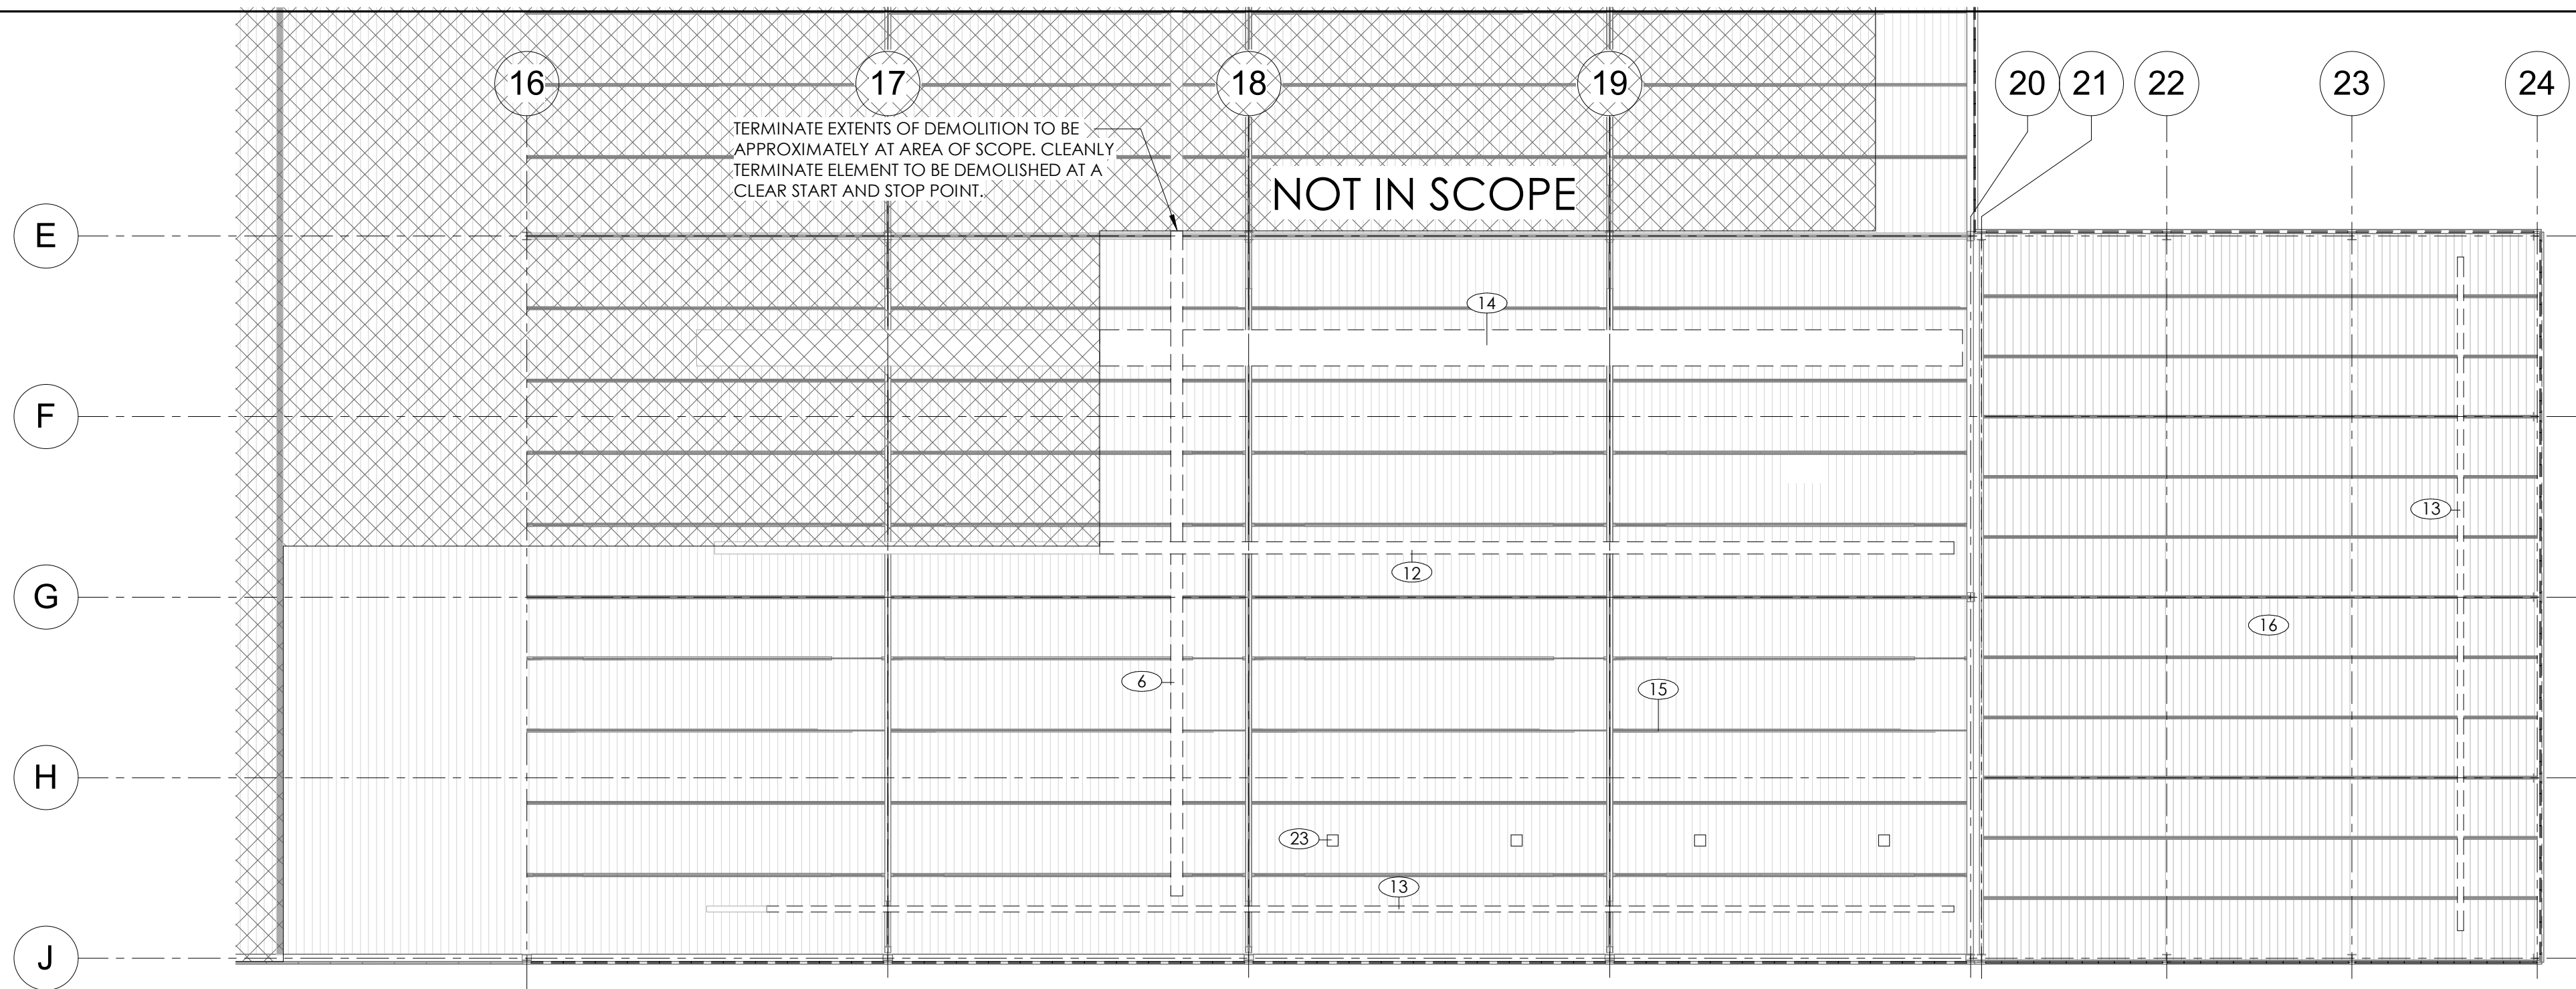 16
17
18
19
20
21
22
23
24
TERMINATE EXTENTS OF DEMOLITION TO BE
APPROXIMATELY AT AREA OF SCOPE. CLEANLY
TERMINATE ELEMENT TO BE DEMOLISHED AT A
CLEAR START AND STOP POINT.
NOT IN SCOPE
E
14
F
13
12
G
16
6
15
H
23
13
J